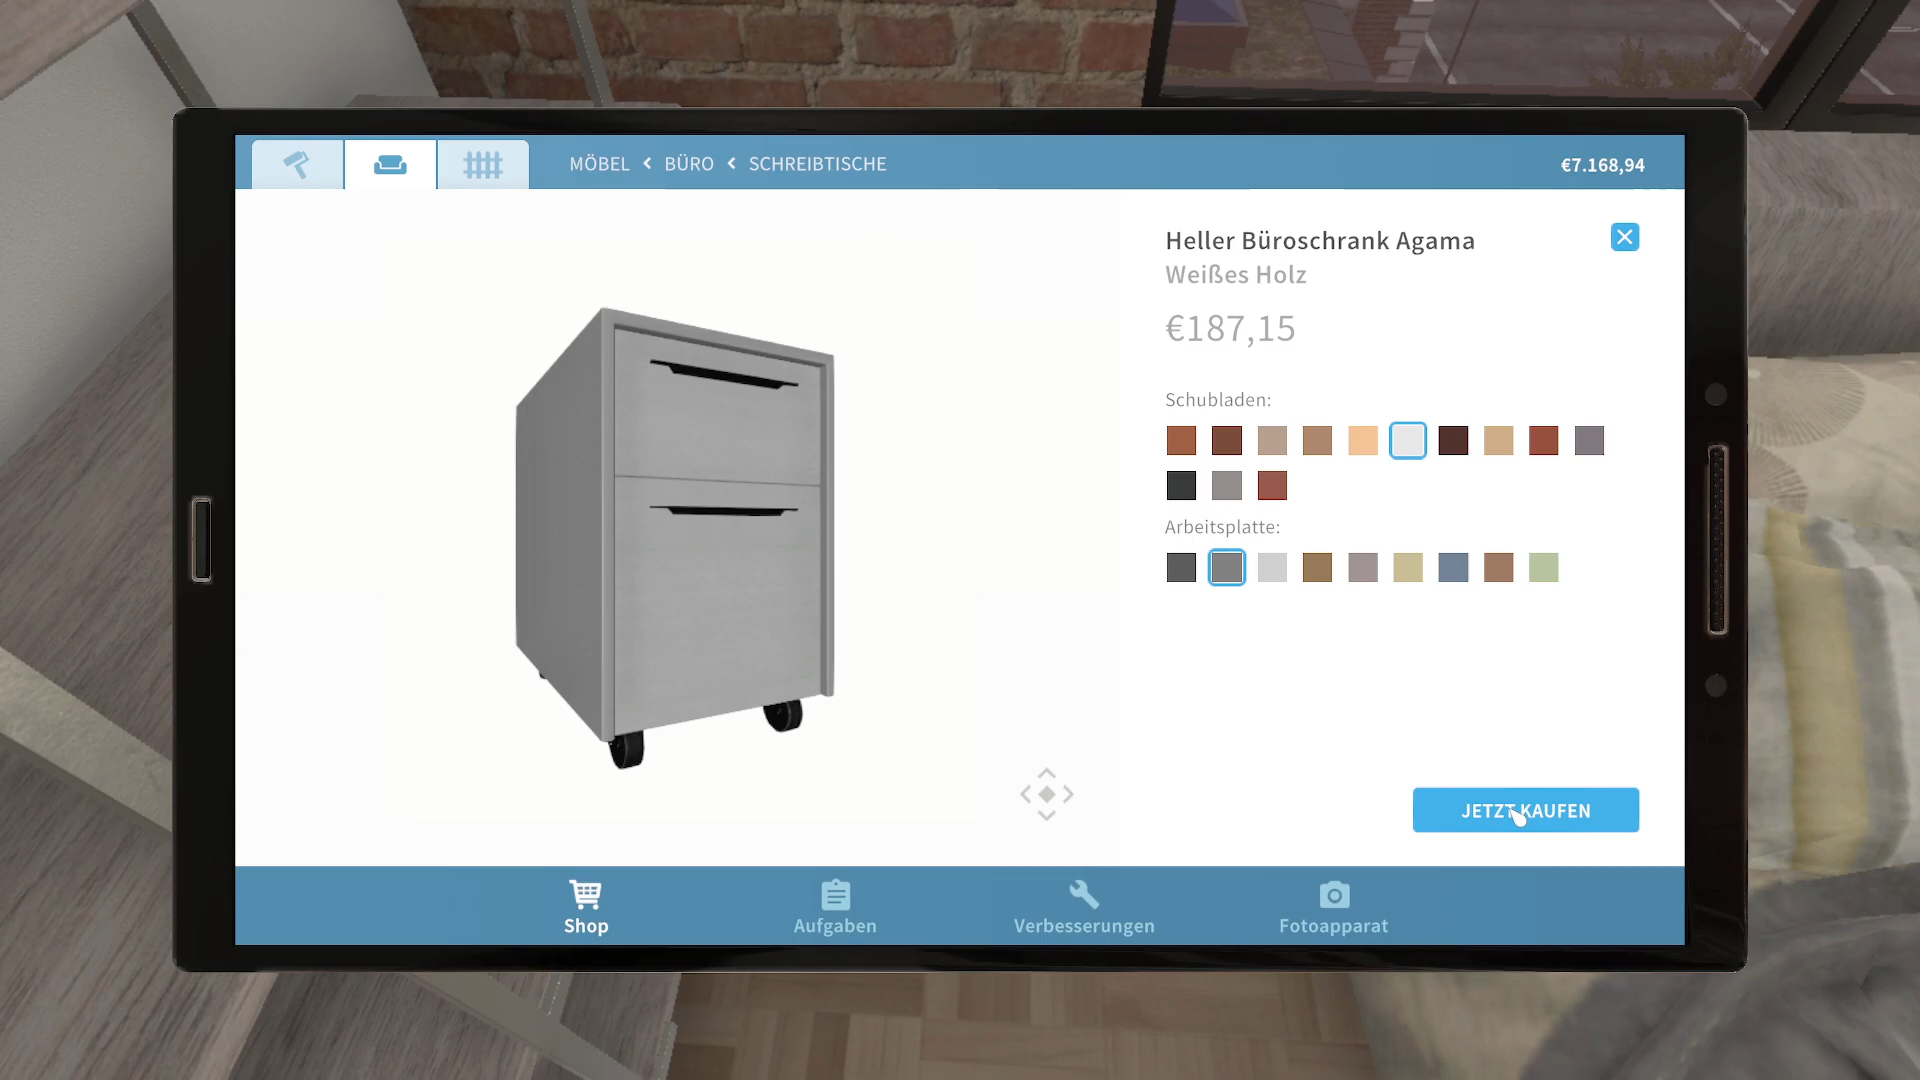 MÖBEL < BÜRO < SCHREIBTISCHE
€7.168,94
Heller Büroschrank Agama
Weißes Holz
€187,15
Schubladen:
Arbeitsplatte:
JETZT KAUFEN
Shop
Aufgaben
Verbesserungen
Fotoapparat